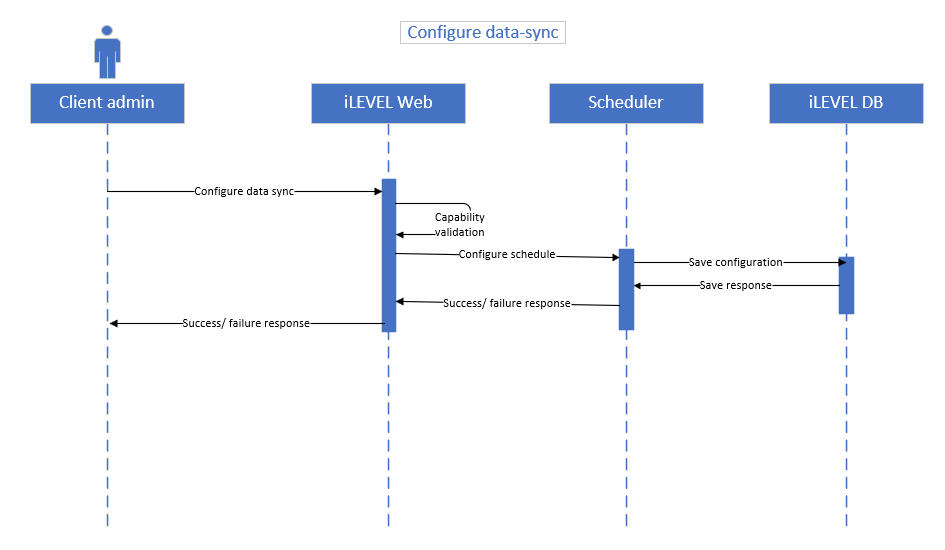 Configure data-sync
Client admin
iLEVEL Web
Scheduler
iLEVEL DB
Configure data sync
Capability
validation
Configure schedule
Save configuration
Save response
Success/ failure response
Success/ failure response